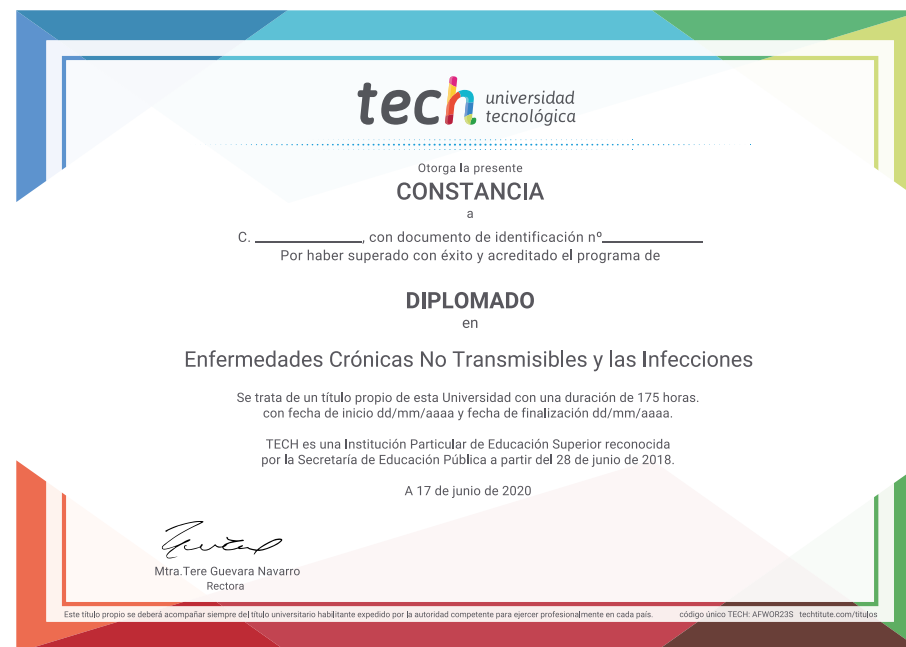 tech universidad
tecnológica
Otorga la presente
CONSTANCIA
a
C. ____________, con documento de identificación nº____________
Por haber superado con éxito y acreditado el programa de
DIPLOMADO
en
Enfermedades Crónicas No Transmisibles y las Infecciones
Se trata de un título propio de esta Universidad con una duración de 175 horas.
con fecha de inicio dd/mm/aaaa y fecha de finalización dd/mm/aaaa.
TECH es una Institución Particular de Educación Superior reconocida
por la Secretaría de Educación Pública a partir del 28 de junio de 2018.
A 17 de junio de 2020
Mtra.Tere Guevara Navarro
Rectora
Este título propio se deberá acompañar siempre del título universitario habilitante expedido por la autoridad competente para ejercer profesionalmente en cada país. código único TECH: AFWOR23S techtitute.com/titulos